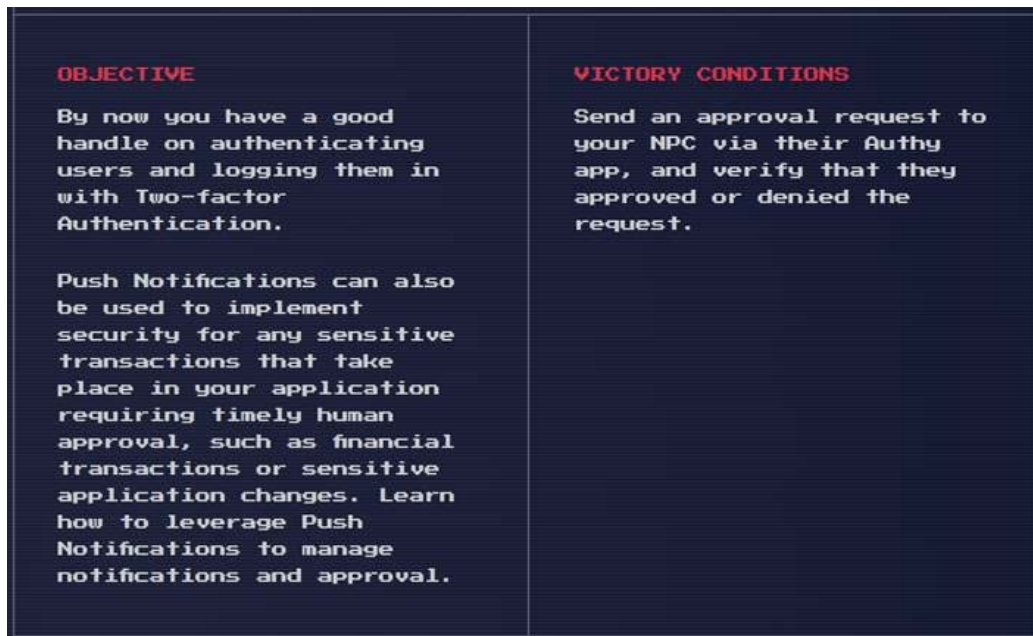 OBJECTIVE
By now you have a good
handle on authenticating
users and logging them in
with Two-factor
Authentication.
Push Notifications can also
be used to implement
security for any sensitive
transactions that take
place in your application
requiring timely human
approval, such as financial
transactions or sensitive
application changes. Learn
how to leverage Push
Notifications to manage
notifications and approval.
VICTORY CONDITIONS
Send an approval request to
your NPC via their Authy
app, and verify that they
approved or denied the
request.